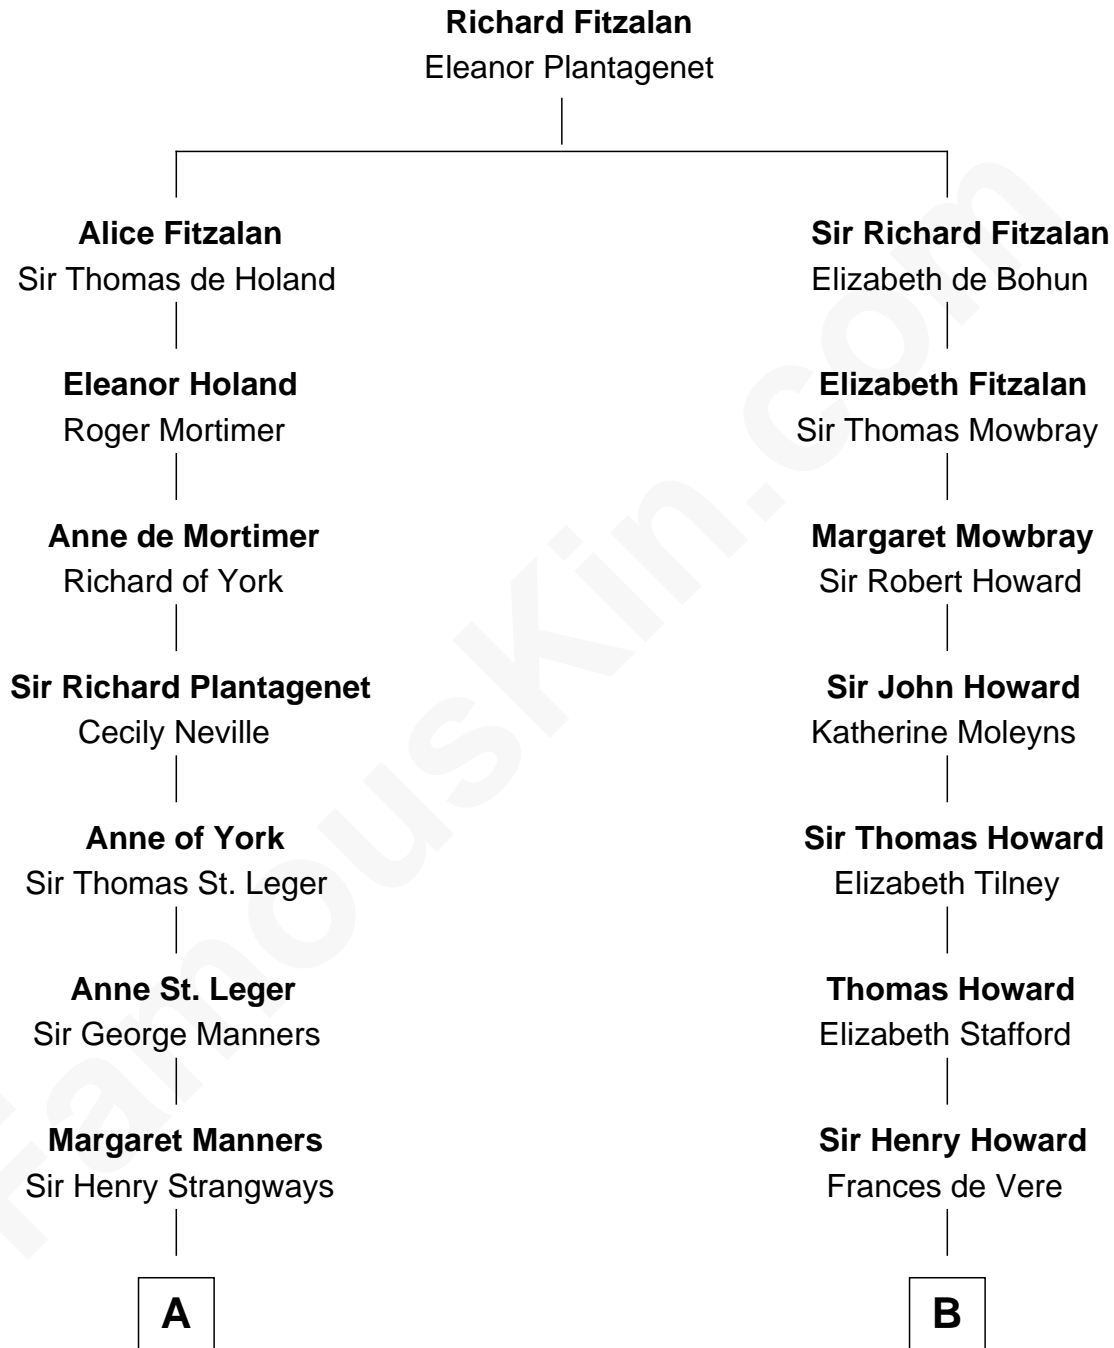 Richard Fitzalan
Eleanor Plantagenet
Alice Fitzalan
Sir Thomas de Holand
Sir Richard Fitzalan
Elizabeth de Bohun
Eleanor Holand
Roger Mortimer
Elizabeth Fitzalan
Sir Thomas Mowbray
Anne de Mortimer
Richard of York
Margaret Mowbray
Sir Robert Howard
Sir Richard Plantagenet
Cecily Neville
Sir John Howard
Katherine Moleyns
Anne of York
Sir Thomas St. Leger
Sir Thomas Howard
Elizabeth Tilney
Anne St. Leger
Sir George Manners
Thomas Howard
Elizabeth Stafford
Margaret Manners
Sir Henry Strangways
Sir Henry Howard
Frances de Vere
A
B
FamousKin.com